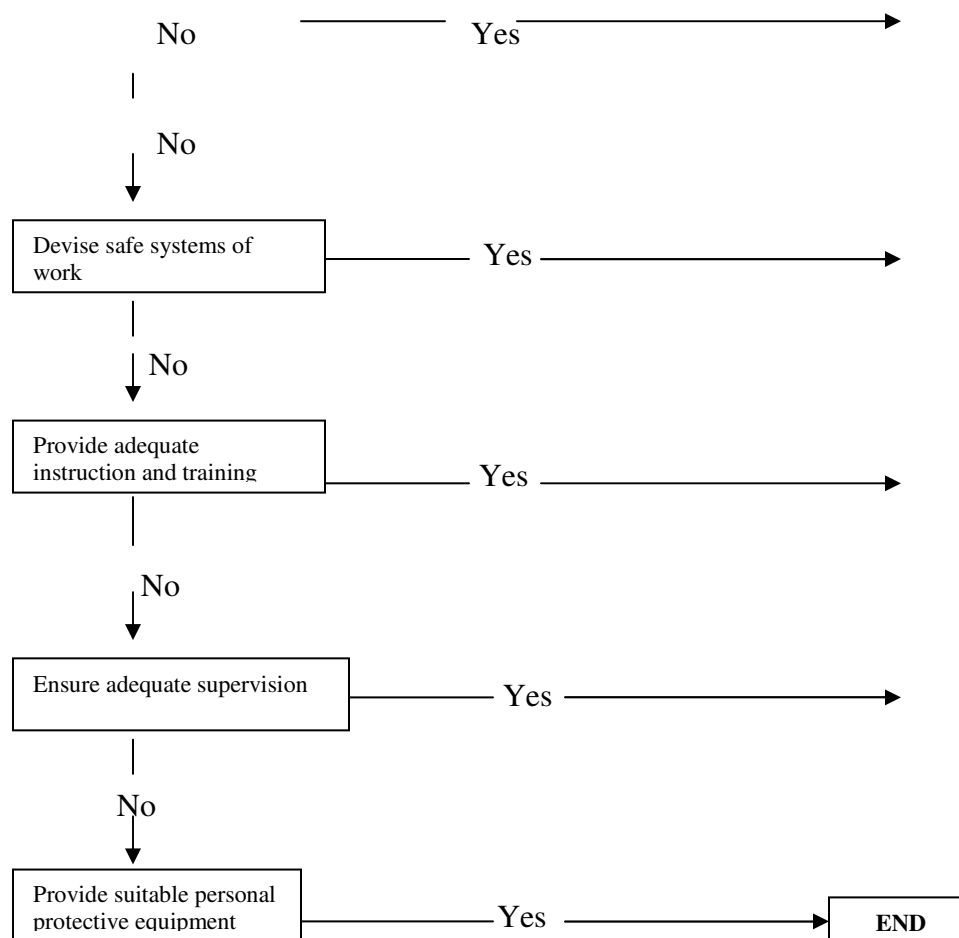 No Yes
No
Devise safe systems of
work
Yes
No
Provide adequate
instruction and training
Yes
No
Ensure adequate supervision
Yes
No
Provide suitable personal
protective equipment
Yes
END